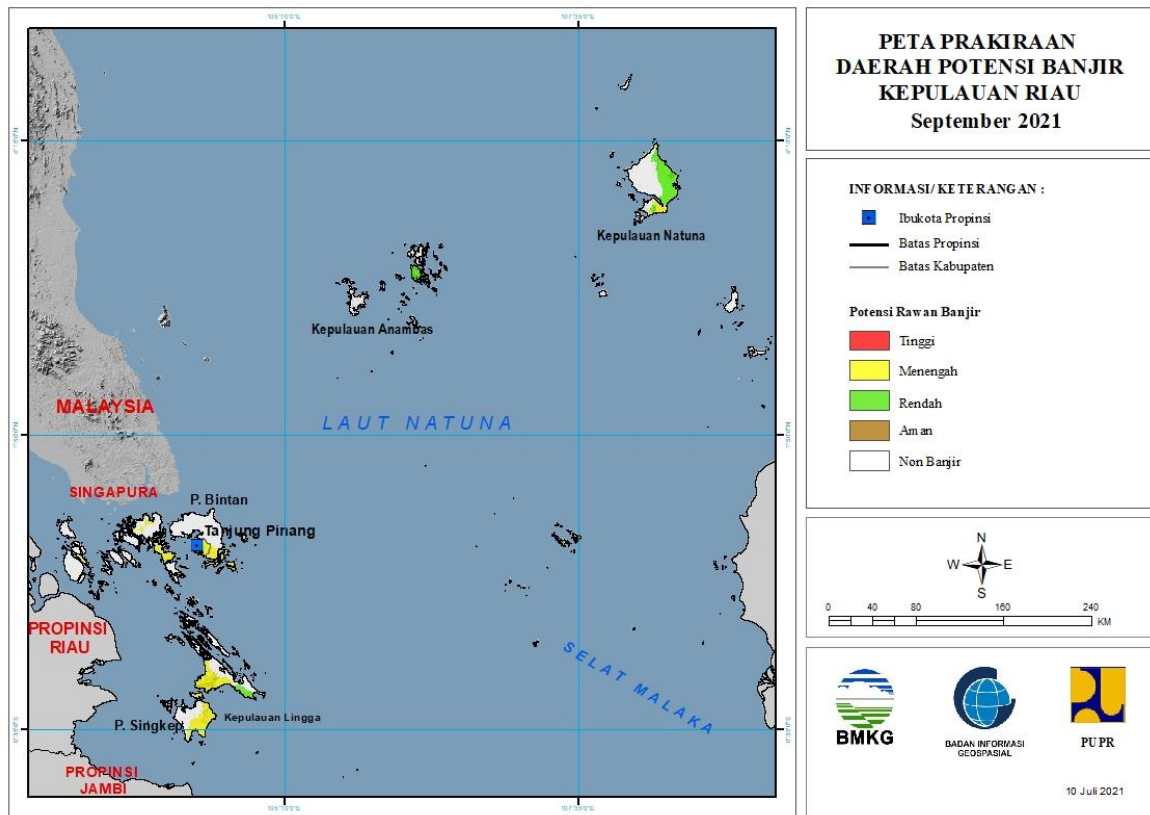 PETA PRAKIRAAN
DAERAH POTENSI BANJIR
KEPULAUAN RIAU
September 2021
INFORMASI/ KETERANGAN :
Ibukota Propinsi
Batas Propinsi
Batas Kabupaten
Potensi Rawan Banjir
Tinggi
Menengah
Rendah
Aman
Non Banjir
N
W E
S
0 40 80 160 240
KM
BMKG
BADAN INFORMASI
GEOSPASIAL
PUPR
10 Juli 2021
Kepulauan Natuna
Kepulauan Anambas
MALAYSIA
LAUT NATUNA
SINGAPURA
P. Bintan
Tanjung Pinang
PROPINSI
RIAU
SELAT MALAKA
Kepulauan Lingga
P. Singkep
PROPINSI
JAMBI